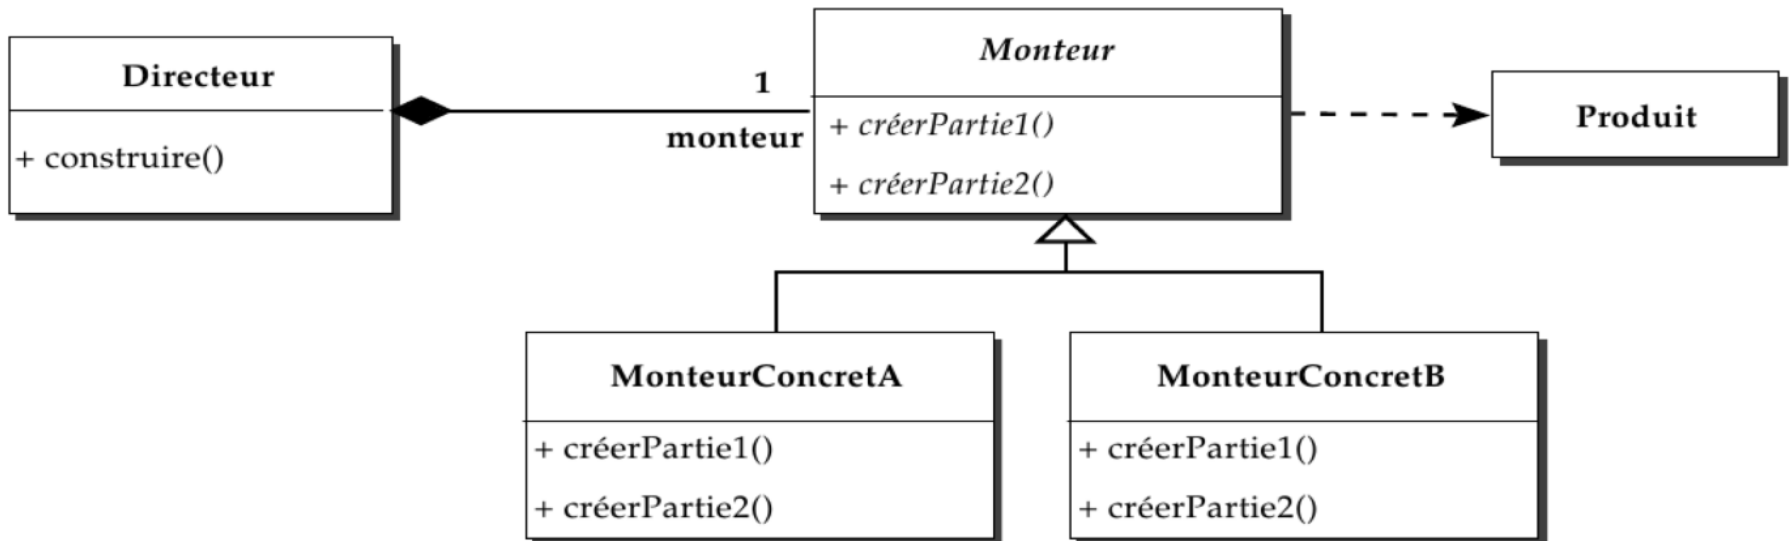 Directeur
+ construire()
1
monteur
Monteur
+ créerPartie1()
+ créerPartie2()
Produit
MonteurConcretA
+ créerPartie1()
+ créerPartie2()
MonteurConcretB
+ créerPartie1()
+ créerPartie2()